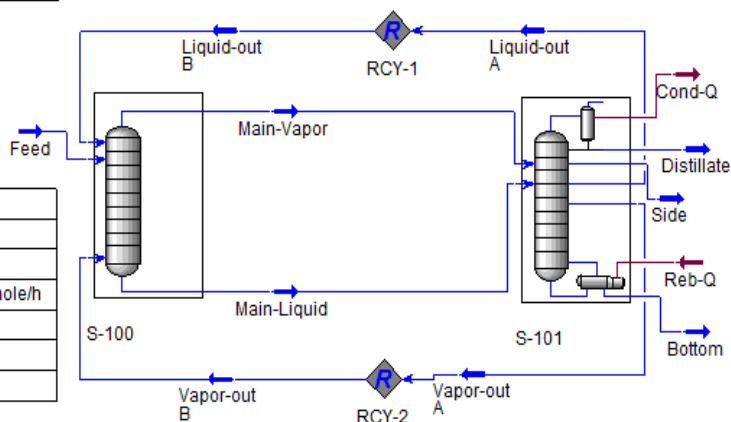 Liquid-out
B
R
RCY-1
Liquid-out
A
Cond-Q
Main-Vapor
Feed
Distillate
Side
Reb-Q
Main-Liquid
S-100
S-101
Bottom
Vapor-out
B
R
RCY-2
Vapor-out
A